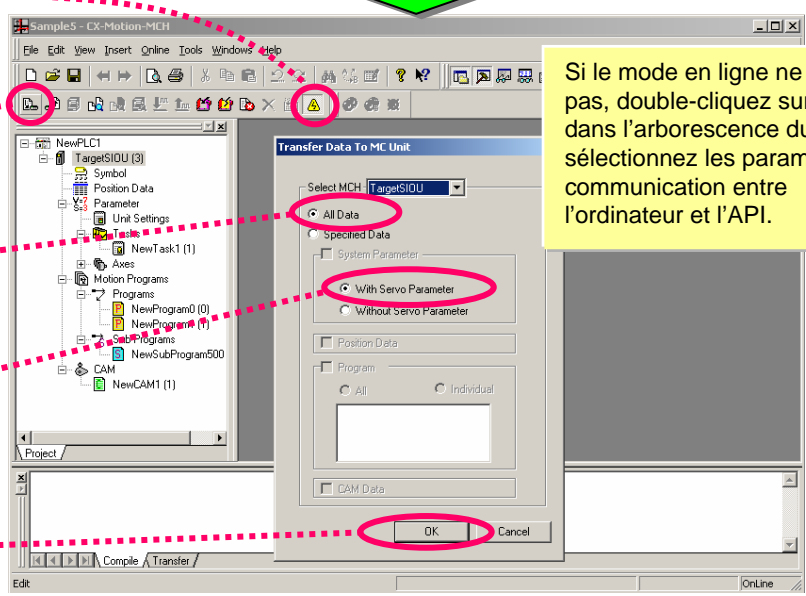 Sample5 - CX-Motion-MCH
File Edit View Insert Online Tools Windows Help
Si le mode en ligne ne
pas, double-cliquez sur
dans l'arborescence du
sélectionnez les param
communication entre
l'ordinateur et l'API.
NewPLC1
TargetSIOU (3)
Symbol
Position Data
Parameter
Unit Settings
Tasks
NewTask1 (1)
Axes
Motion Programs
Programs
NewProgram0 (0)
(1)
Sub Programs
NewSubProgram500
CAM
NewCAM1 (1)
Project
Transfer Data To MC Unit
Select MCH TargetSIOU
All Data
Specified Data
System Parameter
With Servo Parameter
Without Servo Parameter
Position Data
Program
All Individual
CAM Data
OK Cancel
Compile Transfer
Edit OnLine